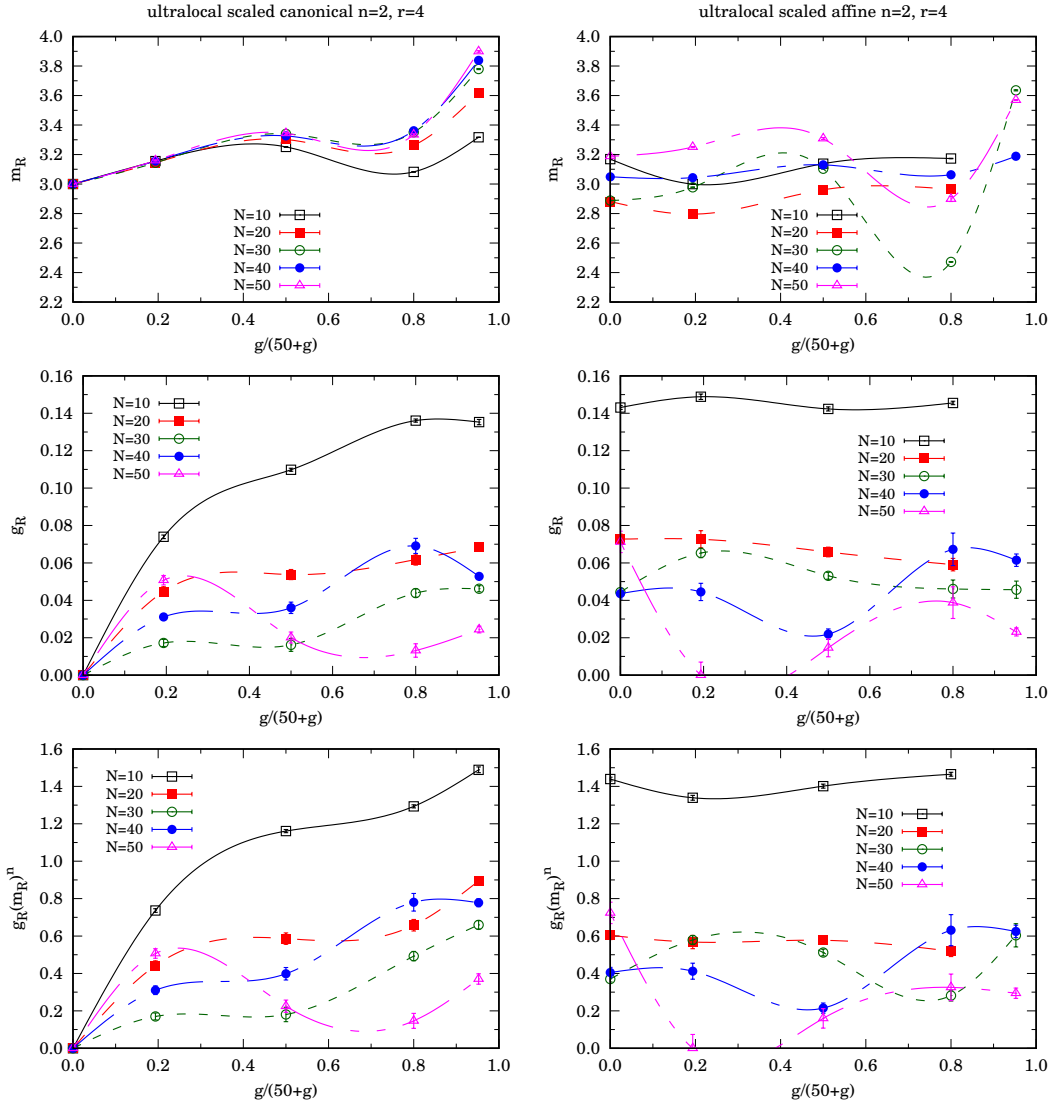 ultralocal scaled canonical n=2, r=4
4.0
3.8
3.6
3.4
3.2
3.0
2.8
2.6
2.4
2.2
m_R
N=10
N=20
N=30
N=40
N=50
0.0 0.2 0.4 0.6 0.8 1.0
g/(50+g)
ultralocal scaled affine n=2, r=4
4.0
3.8
3.6
3.4
3.2
3.0
2.8
2.6
2.4
2.2
m_R
N=10
N=20
N=30
N=40
N=50
0.0 0.2 0.4 0.6 0.8 1.0
g/(50+g)
0.16
0.14
0.12
0.10
0.08
0.06
0.04
0.02
0.00
g_R
N=10
N=20
N=30
N=40
N=50
0.0 0.2 0.4 0.6 0.8 1.0
g/(50+g)
0.16
0.14
0.12
0.10
0.08
0.06
0.04
0.02
0.00
g_R
N=10
N=20
N=30
N=40
N=50
0.0 0.2 0.4 0.6 0.8 1.0
g/(50+g)
1.6
1.4
1.2
1.0
0.8
0.6
0.4
0.2
0.0
g_R(m_R)^n
N=10
N=20
N=30
N=40
N=50
0.0 0.2 0.4 0.6 0.8 1.0
g/(50+g)
1.6
1.4
1.2
1.0
0.8
0.6
0.4
0.2
0.0
g_R(m_R)^n
N=10
N=20
N=30
N=40
N=50
0.0 0.2 0.4 0.6 0.8 1.0
g/(50+g)